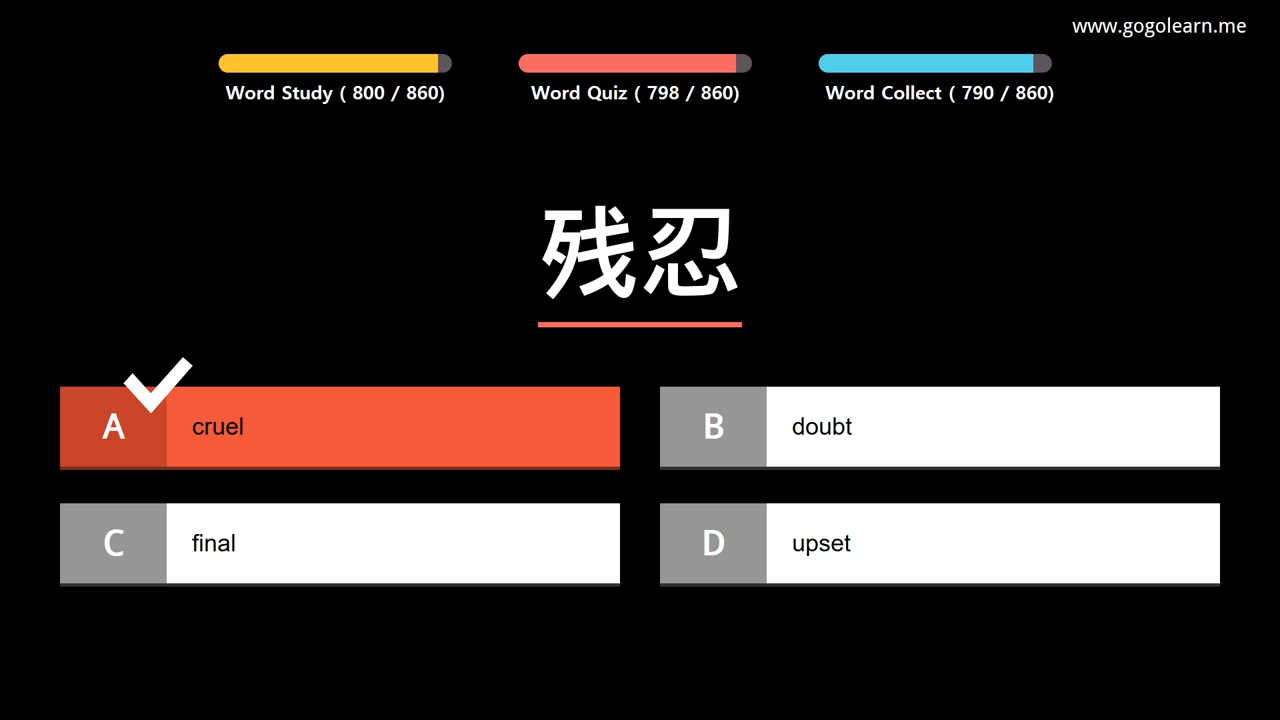 www.gogolearn.me
Word Study ( 800 / 860)
Word Quiz ( 798 / 860)
Word Collect ( 790 / 860)
残忍
A cruel
B doubt
C final
D upset